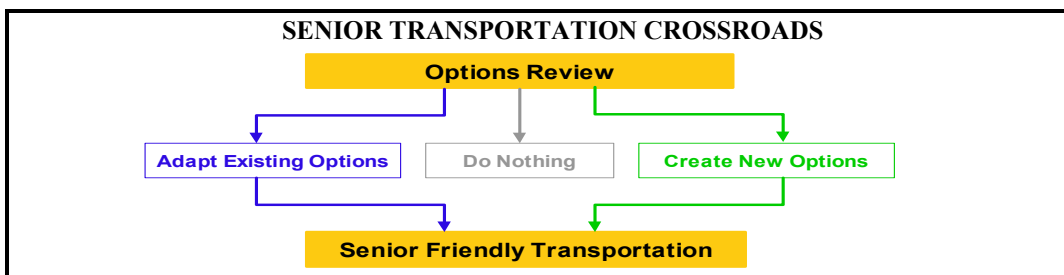 SENIOR TRANSPORTATION CROSSROADS
Options Review
Adapt Existing Options
Do Nothing
Create New Options
Senior Friendly Transportation